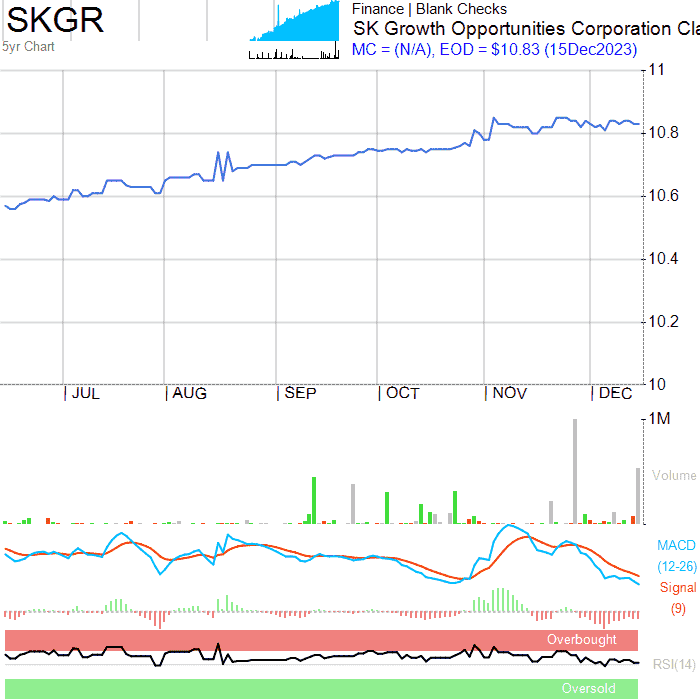 SKGR
5yr Chart
Finance | Blank Checks
SK Growth Opportunities Corporation Cla
MC = (N/A), EOD = $10.83 (15Dec2023)
11
10.8
10.6
10.4
10.2
10
| JUL | AUG | SEP | OCT | NOV | DEC
1M
Volume
MACD
(12-26)
Signal
(9)
Overbought
RSI(14)
Oversold